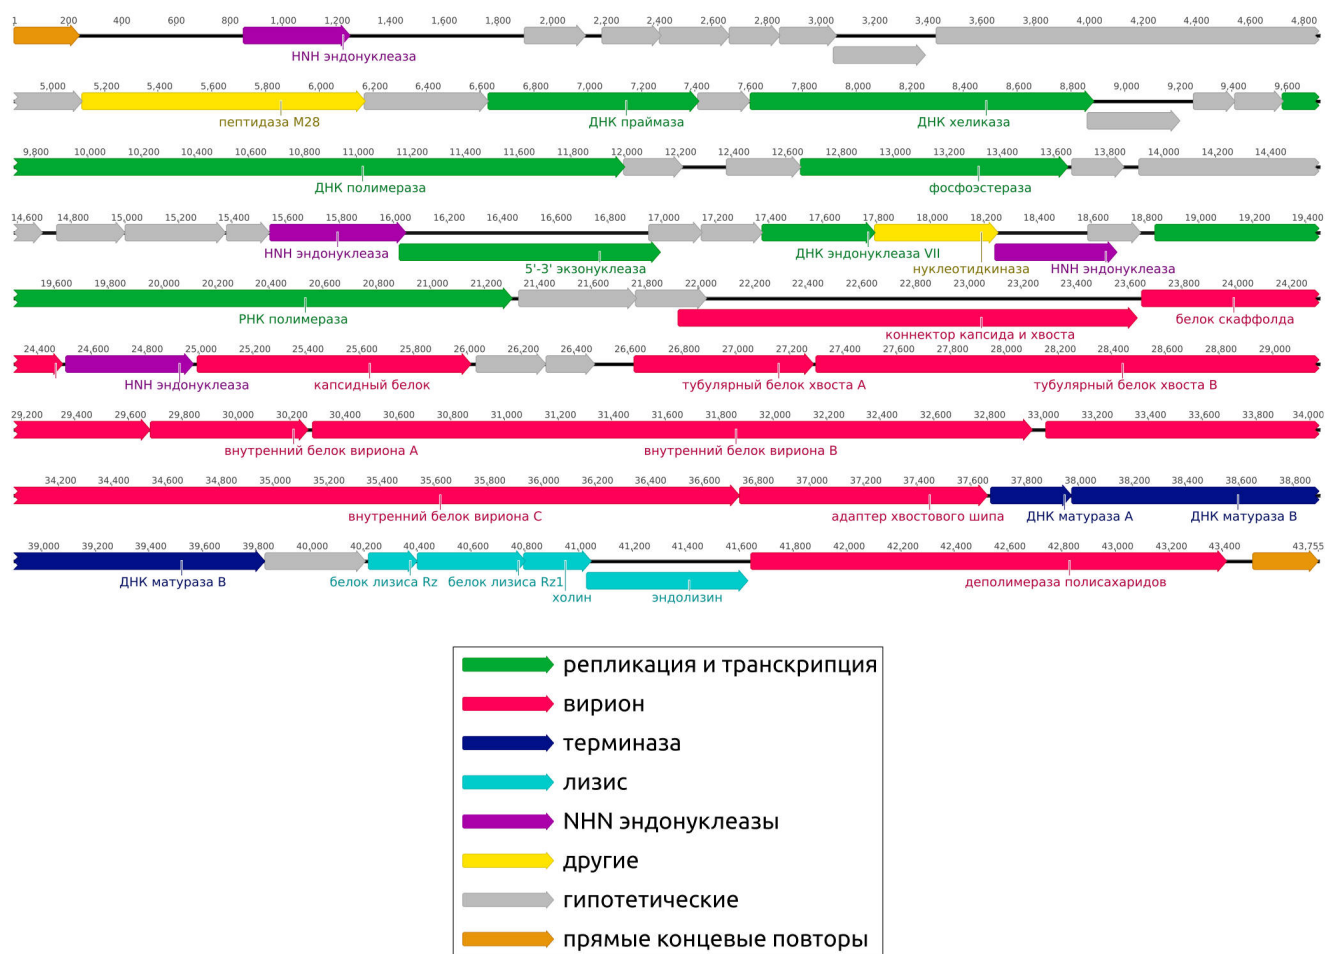 1 200 400 600 800 1,000 1,200 1,400 1,600 1,800 2,000 2,200 2,400 2,600 2,800 3,000 3,200 3,400 3,600 3,800 4,000 4,200 4,400 4,600 4,800
HNH эндонуклеаза
5,000 5,200 5,400 5,600 5,800 6,000 6,200 6,400 6,600 6,800 7,000 7,200 7,400 7,600 7,800 8,000 8,200 8,400 8,600 8,800 9,000 9,200 9,400 9,600
пептидаза М28 ДНК праймаза ДНК хеликаза
9,800 10,000 10,200 10,400 10,600 10,800 11,000 11,200 11,400 11,600 11,800 12,000 12,200 12,400 12,600 12,800 13,000 13,200 13,400 13,600 13,800 14,000 14,200 14,400
ДНК полимераза фосфоэстераза
14,600 14,800 15,000 15,200 15,400 15,600 15,800 16,000 16,200 16,400 16,600 16,800 17,000 17,200 17,400 17,600 17,800 18,000 18,200 18,400 18,600 18,800 19,000 19,200 19,400
HNH эндонуклеаза ДНК эндонуклеаза VII
5'-3' экзонуклеаза нуклеотидкиназа HNH эндонуклеаза
19,600 19,800 20,000 20,200 20,400 20,600 20,800 21,000 21,200 21,400 21,600 21,800 22,000 22,200 22,400 22,600 22,800 23,000 23,200 23,400 23,600 23,800 24,000 24,200
РНК полимераза белок скаффолда
коннектор капсида и хвоста
24,400 24,600 24,800 25,000 25,200 25,400 25,600 25,800 26,000 26,200 26,400 26,600 26,800 27,000 27,200 27,400 27,600 27,800 28,000 28,200 28,400 28,600 28,800 29,000
HNH эндонуклеаза капсидный белок тубулярный белок хвоста А тубулярный белок хвоста В
29,200 29,400 29,600 29,800 30,000 30,200 30,400 30,600 30,800 31,000 31,200 31,400 31,600 31,800 32,000 32,200 32,400 32,600 32,800 33,000 33,200 33,400 33,600 33,800 34,000
внутренний белок вириона А внутренний белок вириона В
34,200 34,400 34,600 34,800 35,000 35,200 35,400 35,600 35,800 36,000 36,200 36,400 36,600 36,800 37,000 37,200 37,400 37,600 37,800 38,000 38,200 38,400 38,600 38,800
внутренний белок вириона С адаптер хвостового шипа ДНК матураза А ДНК матураза В
39,000 39,200 39,400 39,600 39,800 40,000 40,200 40,400 40,600 40,800 41,000 41,200 41,400 41,600 41,800 42,000 42,200 42,400 42,600 42,800 43,000 43,200 43,400 43,755
ДНК матураза В белок лизиса Rz белок лизиса Rz1 деполимераза полисахаридов
холин эндолизин
репликация и транскрипция
вирион
терминаза
лизис
NHN эндонуклеазы
другие
гипотетические
прямые концевые повторы